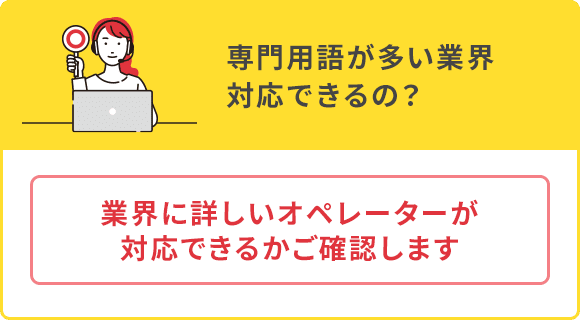 専門用語が多い業界
対応できるの？
業界に詳しいオペレーターが
対応できるかご確認します